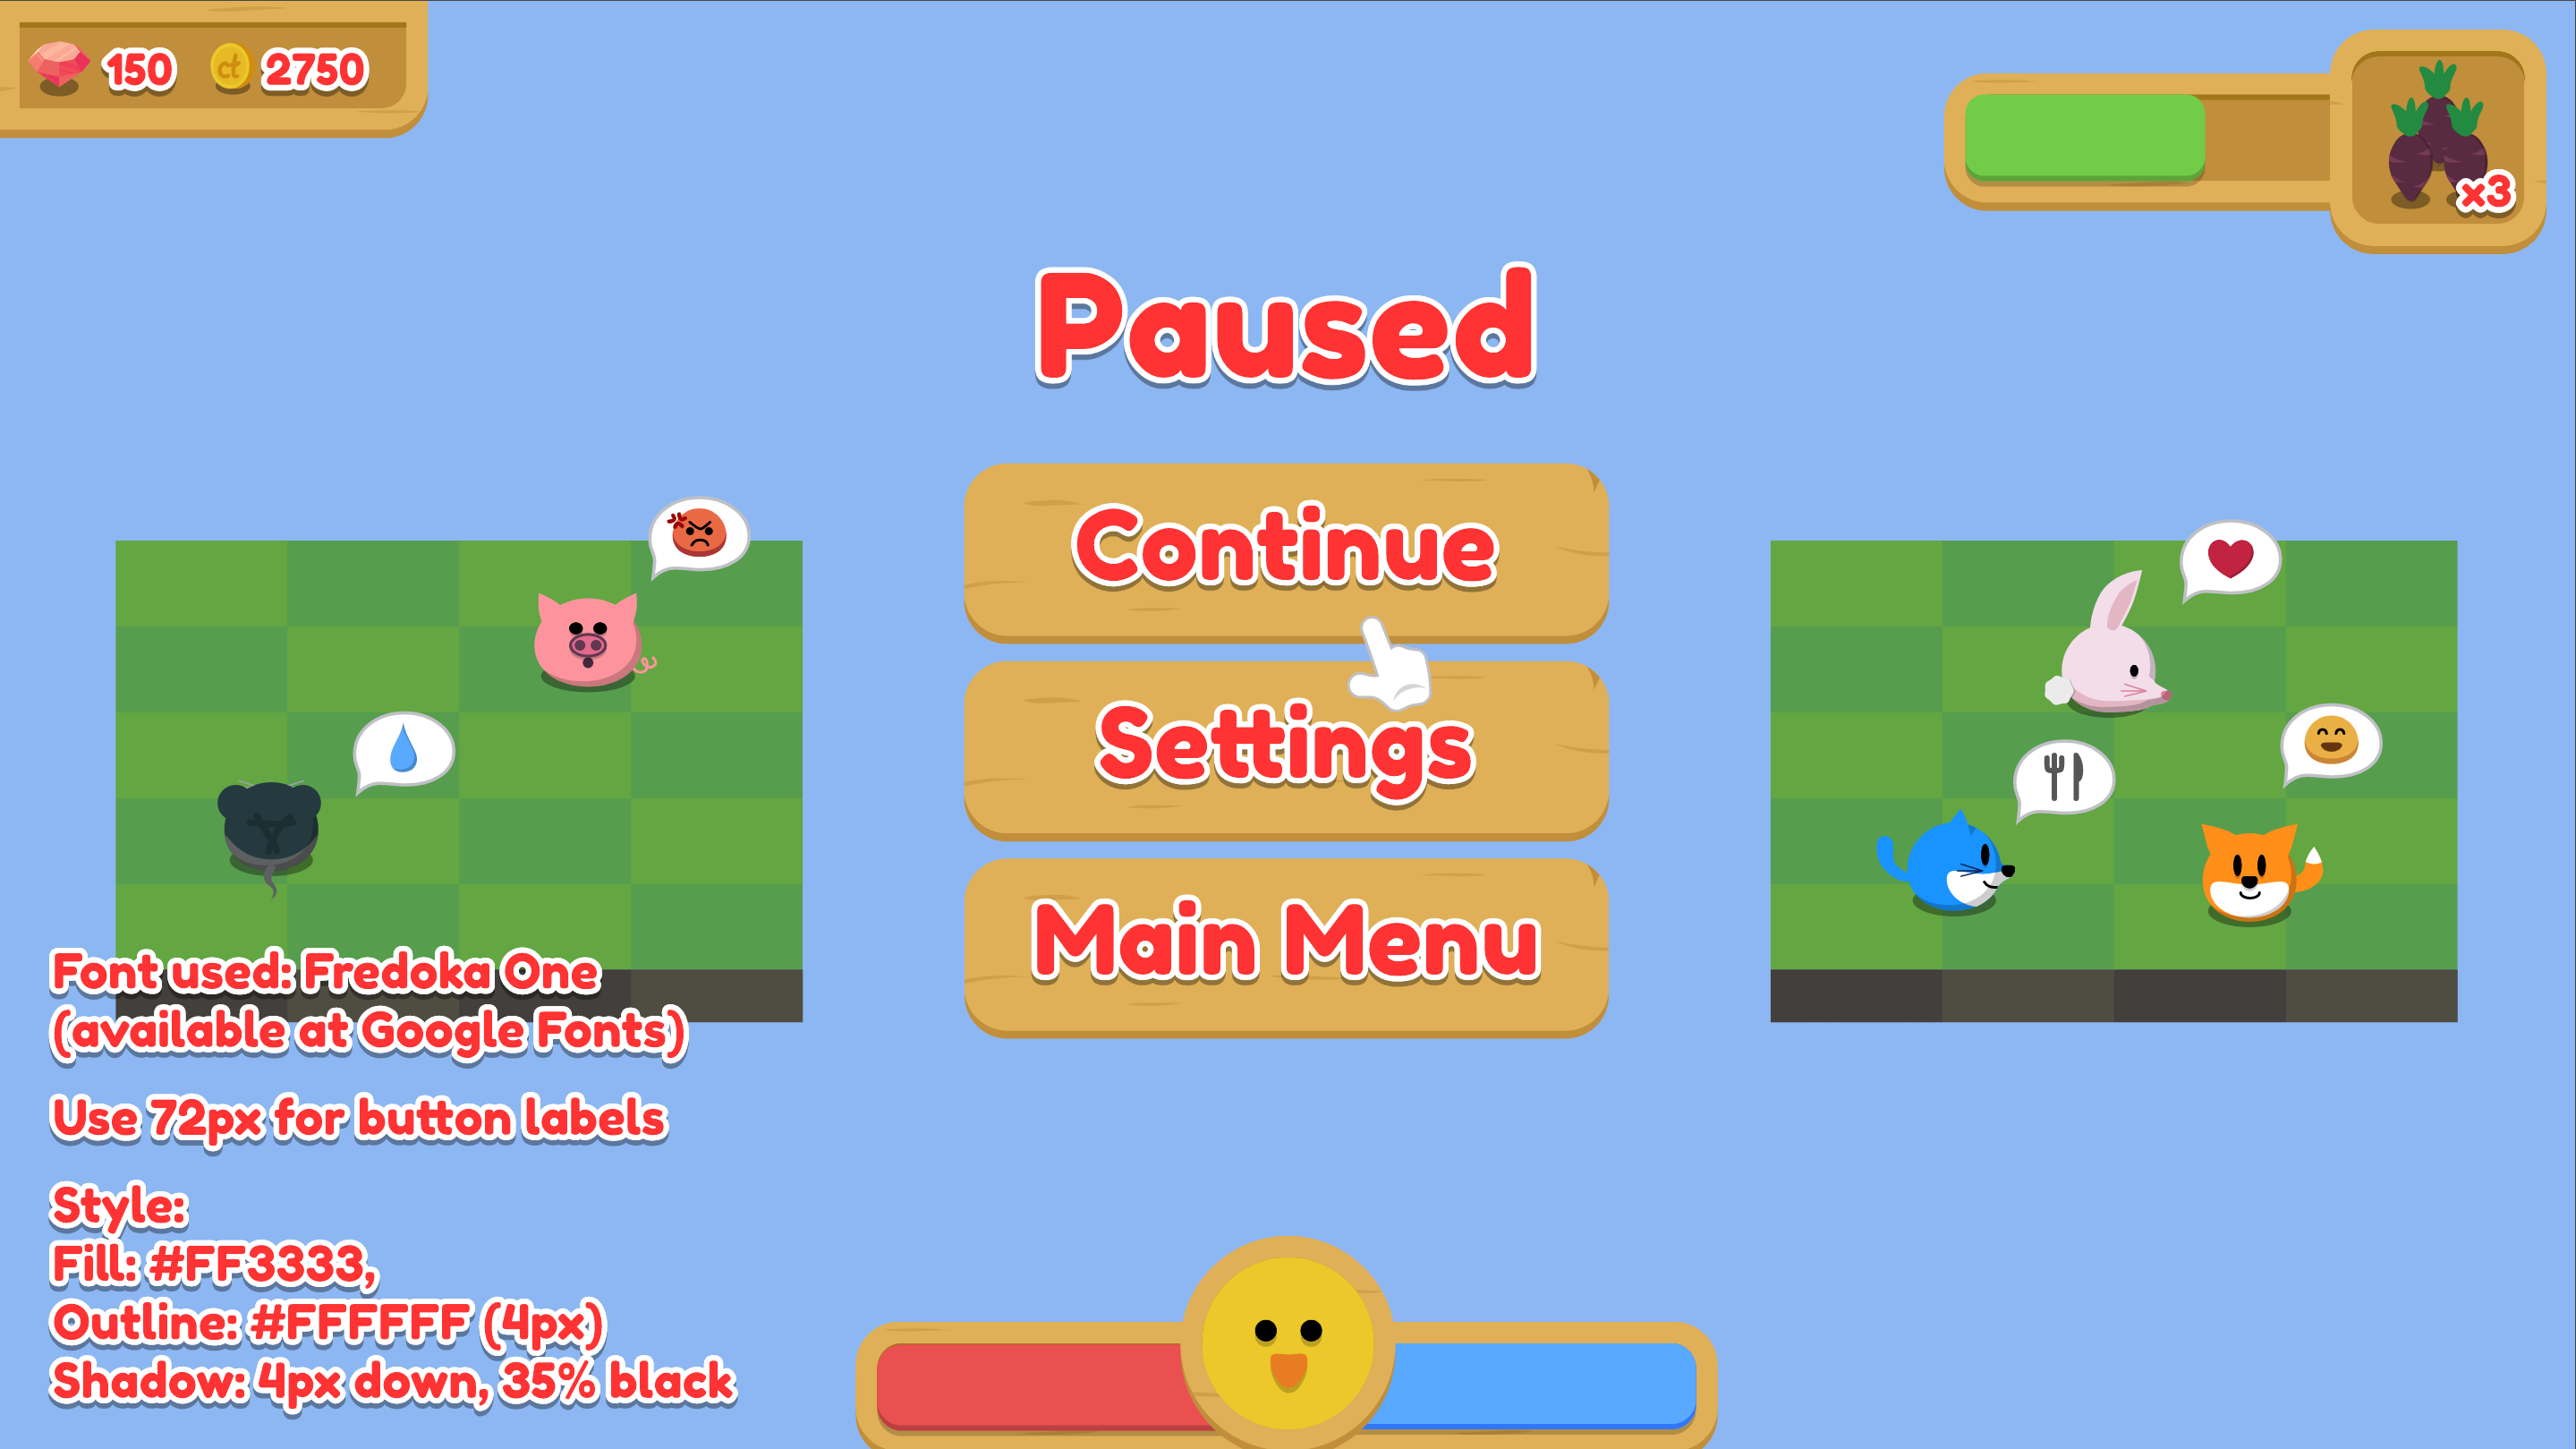 150 ct 2750
x3
Paused
Continue
Settings
Main Menu
Font used: Fredoka One
(available at Google Fonts)
Use 72px for button labels
Style:
Fill: #FF3333,
Outline: #FFFFFF (4px)
Shadow: 4px down, 35% black